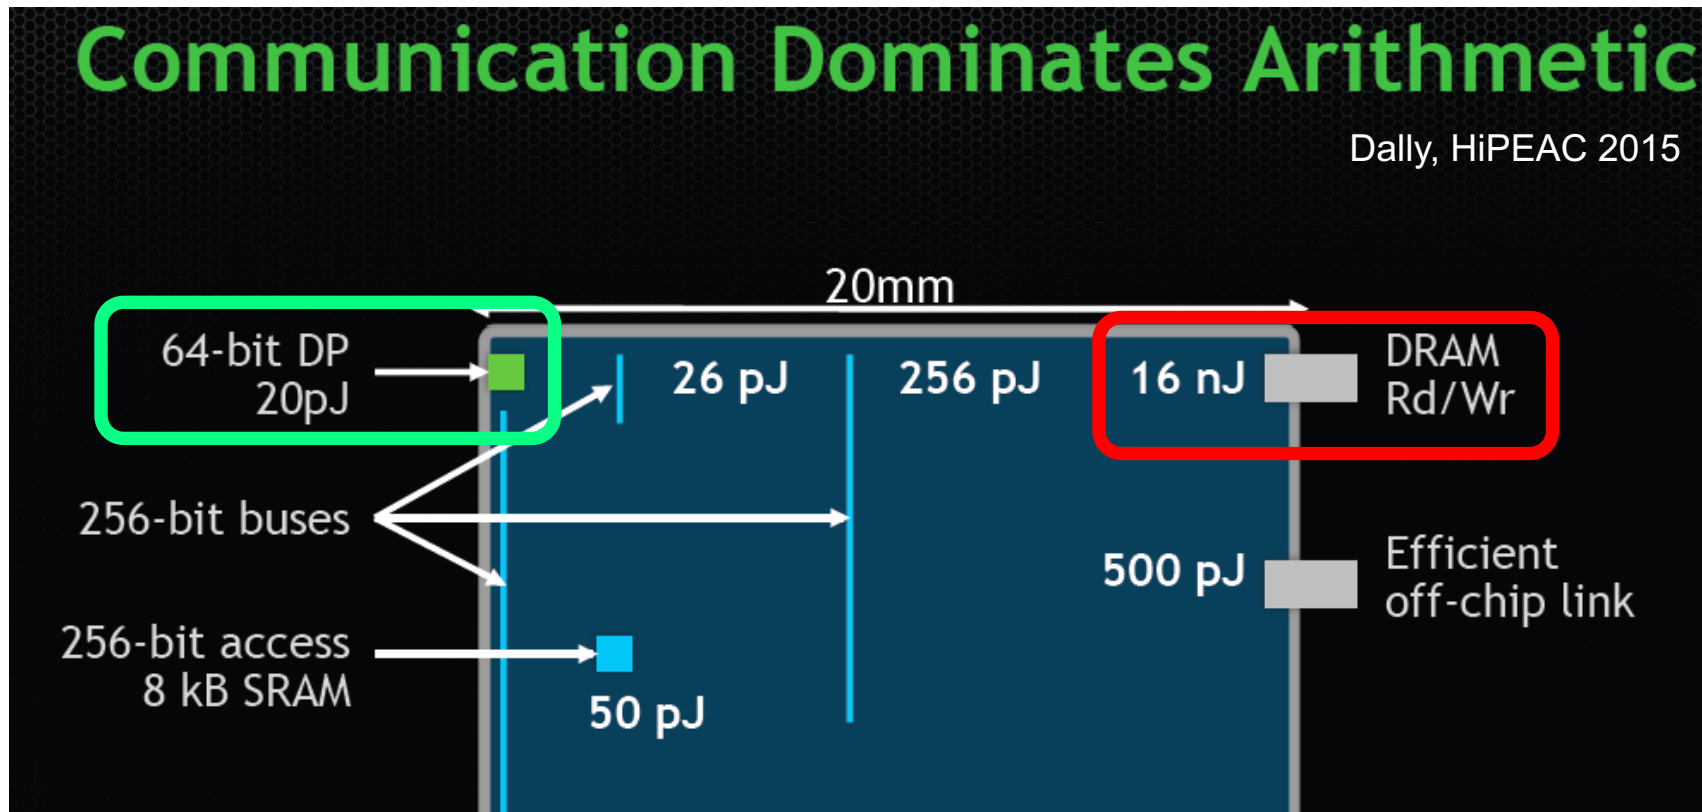 Communication Dominates Arithmetic
Dally, HiPEAC 2015
20mm
64-bit DP
20pJ
26 pJ
256 pJ
16 nJ
DRAM
Rd/Wr
256-bit buses
500 pJ
Efficient
off-chip link
256-bit access
8 kB SRAM
50 pJ